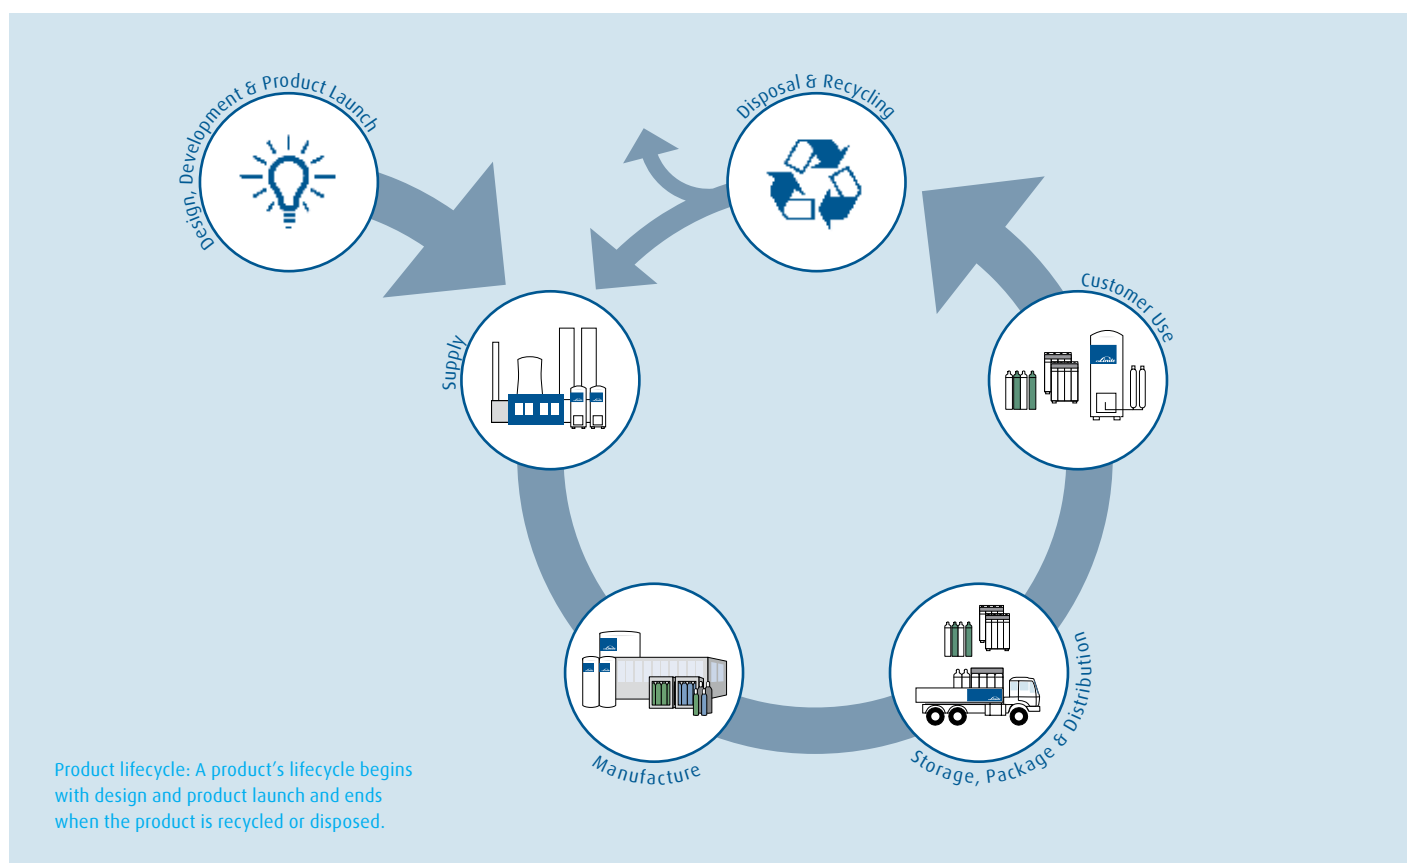 Design, Development & Product Launch
Disposal & Recycling
Supply
Customer Use
Manufacture
Storage, Package & Distribution
Product lifecycle: A product’s lifecycle begins
with design and product launch and ends
when the product is recycled or disposed.